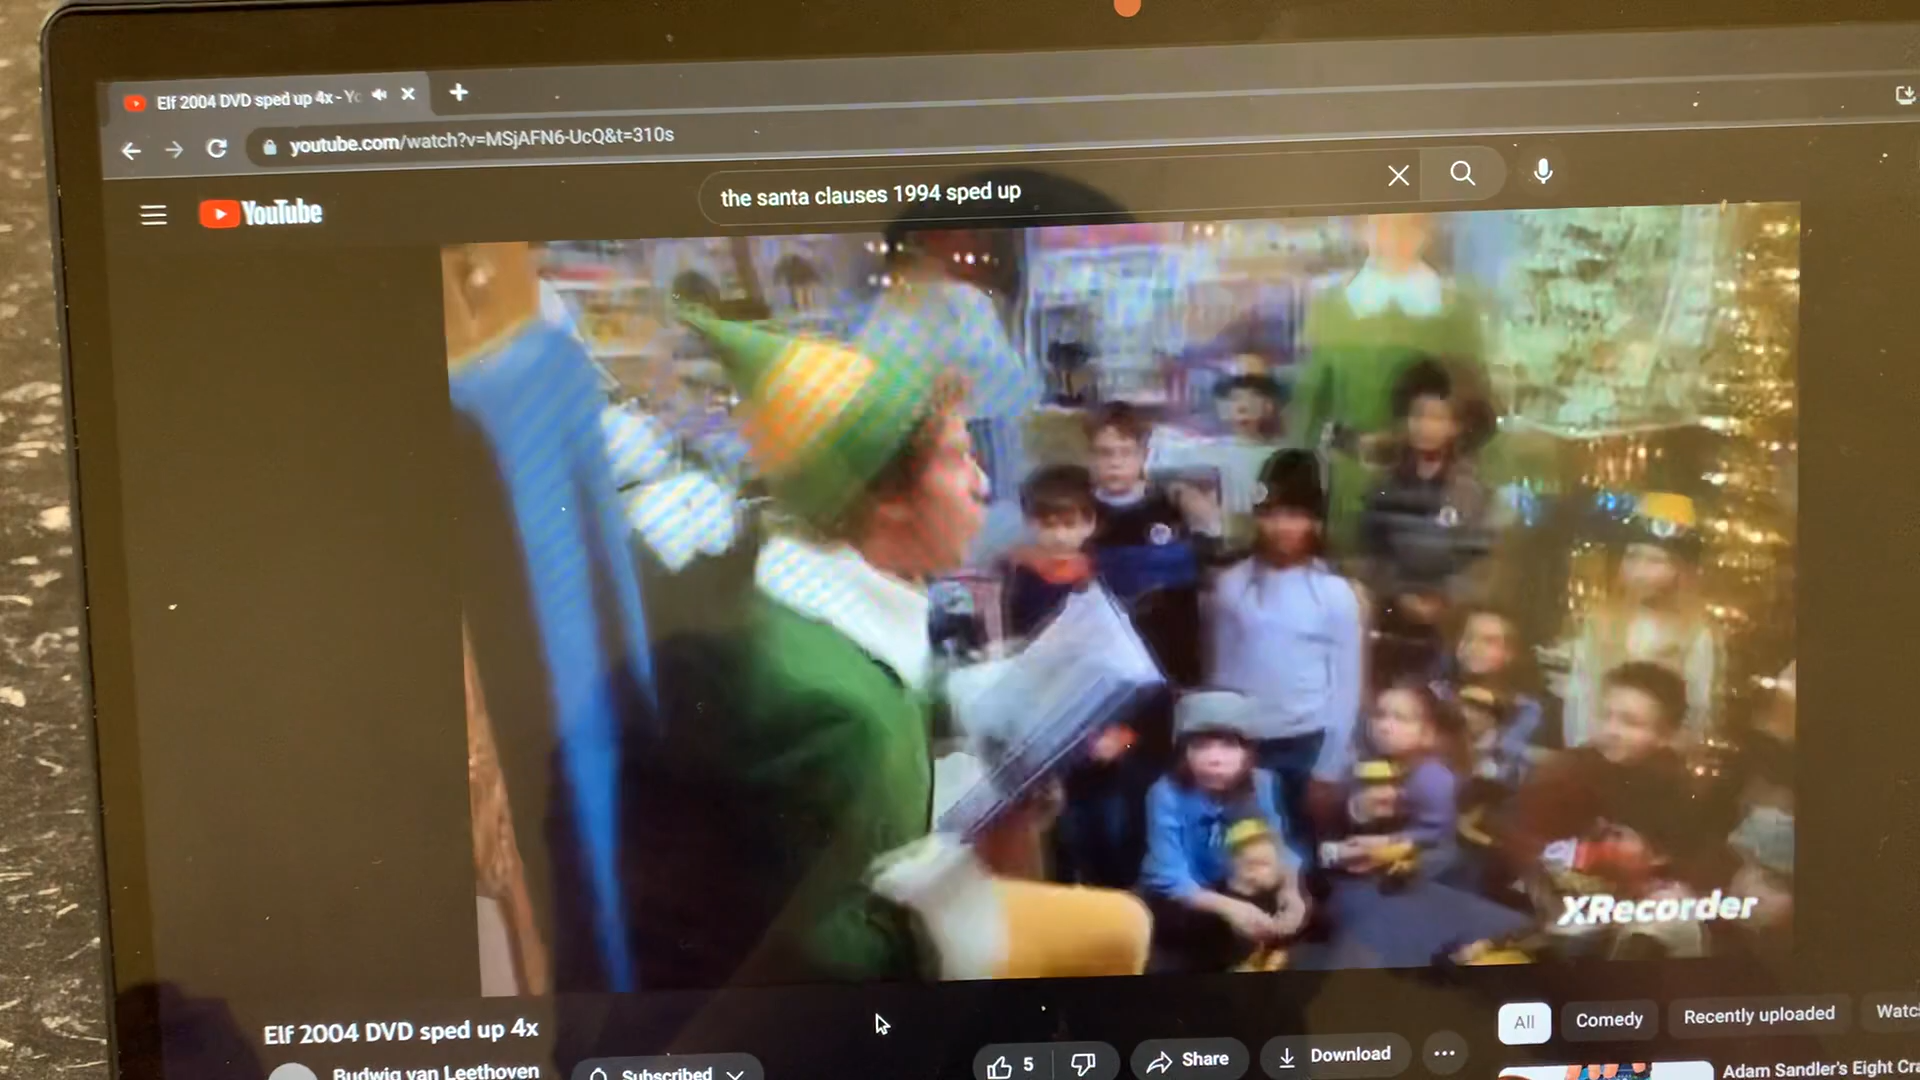 Elf 2004 DVD sped up 4x - Yo
youtube.com/watch?v=MSjAFN6-UcQ&t=310s
YouTube
the santa clauses 1994 sped up
XRecorder
Elf 2004 DVD sped up 4x
Budwig van Leethoven
Subscribed
5
Share
Download
All
Comedy
Recently uploaded
Watc
Adam Sandler's Eight Cra